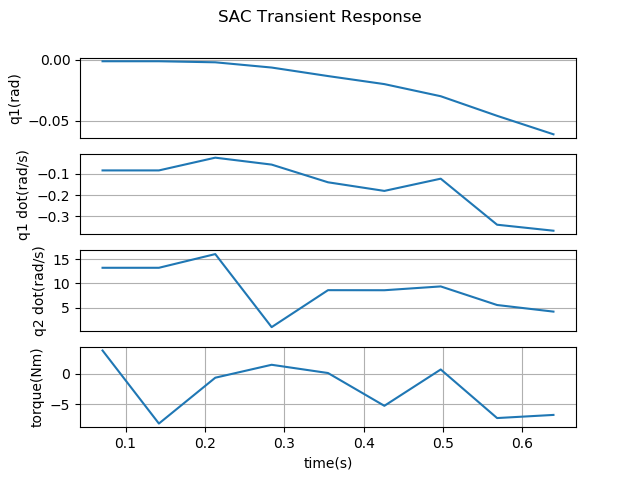 SAC Transient Response
q1(rad)
0.00
−0.05
q1 dot(rad/s)
−0.1
−0.2
−0.3
q2 dot(rad/s)
15
10
5
torque(Nm)
0
−5
0.1 0.2 0.3 0.4 0.5 0.6
time(s)